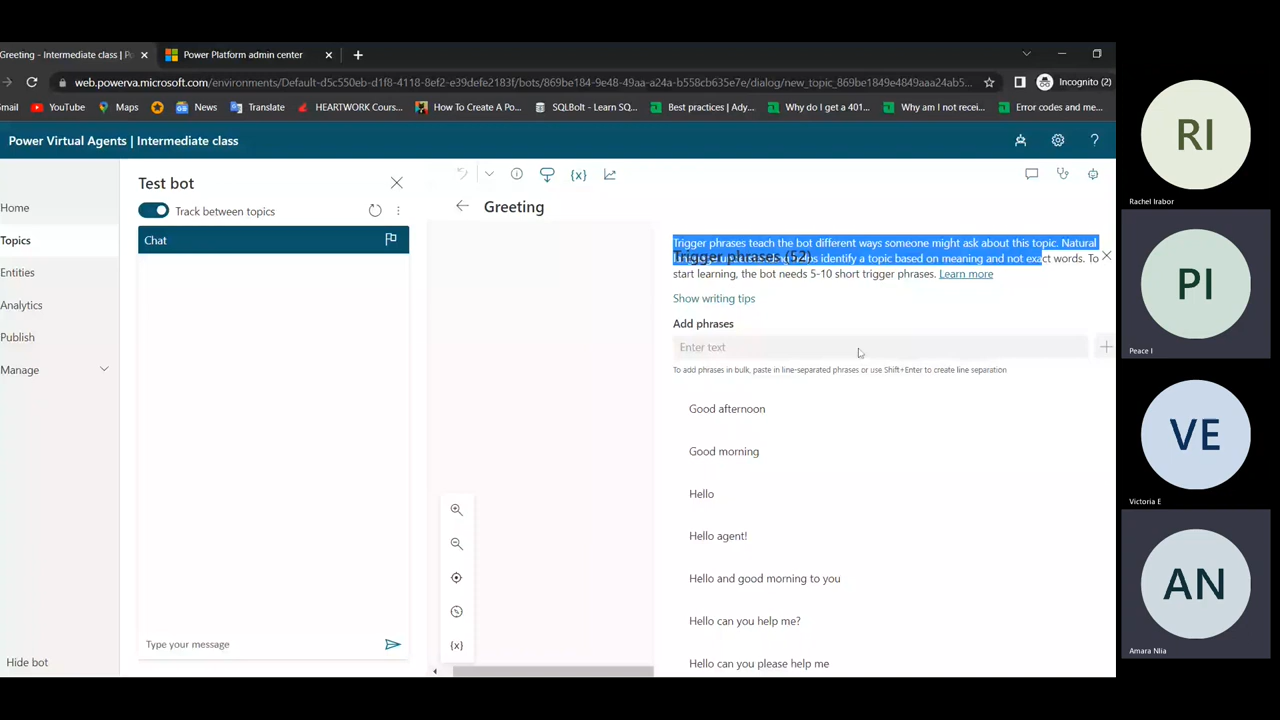 Greeting - Intermediate class | P
Power Platform admin center
web.powerva.microsoft.com/environments/Default-d5c550eb-d1f8-4118-8ef2-e39defe2183f/bots/869be184-9e48-49aa-a24a-b558cb635e7e/dialog/new_topic_869be1849e4849aaa24ab5...
Incognito (2)
mail
YouTube
Maps
News
Translate
HEARTWORK Cours...
How To Create A Po...
SQLBolt - Learn SQ...
Best practices | Ady...
Why do I get a 401...
Why am I not recei...
Error codes and me...
Power Virtual Agents | Intermediate class
Home
Topics
Entities
Analytics
Publish
Manage
Hide bot
Test bot
Track between topics
Chat
Type your message
{x}
Greeting
{x}
Trigger phrases teach the bot different ways someone might ask about this topic. Natural
Trigger phrases (52)
identify a topic based on meaning and not exact words. To
start learning, the bot needs 5-10 short trigger phrases. Learn more
Show writing tips
Add phrases
Enter text
To add phrases in bulk, paste in line-separated phrases or use Shift+Enter to create line separation
Good afternoon
Good morning
Hello
Hello agent!
Hello and good morning to you
Hello can you help me?
Hello can you please help me
RI
Rachel Irabor
PI
Peace I
VE
Victoria E
AN
Amara Nlia